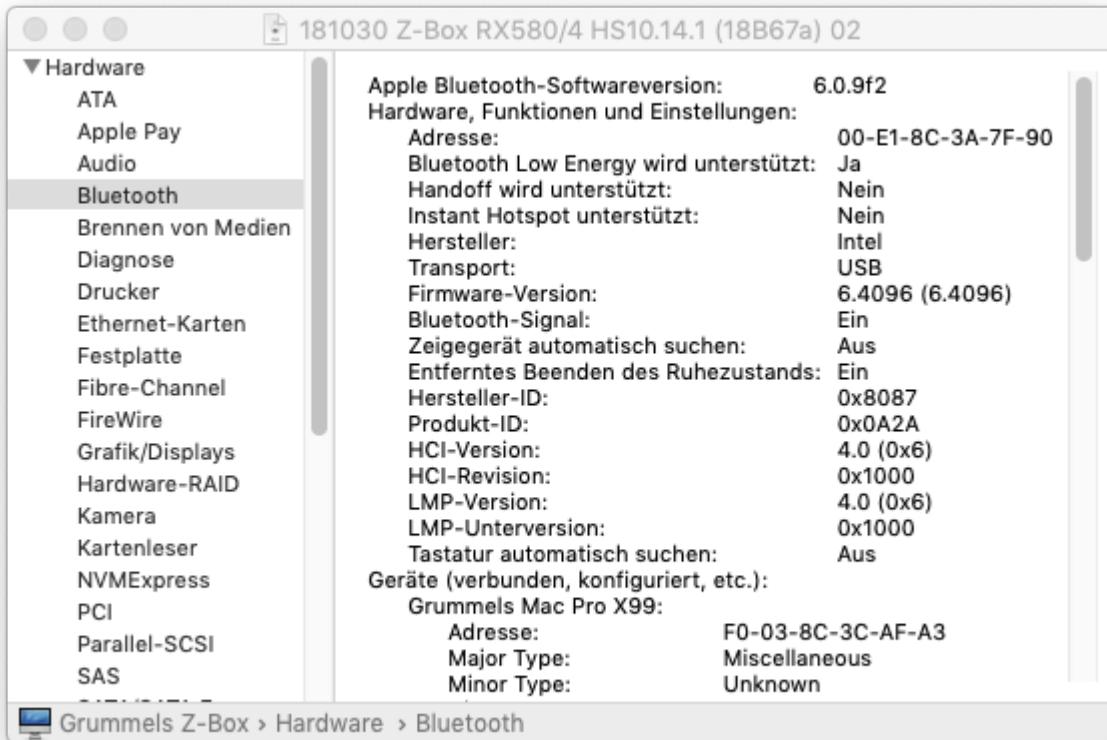 181030 Z-Box RX580/4 HS10.14.1 (18B67a) 02
Hardware
ATA
Apple Pay
Audio
Bluetooth
Brennen von Medien
Diagnose
Drucker
Ethernet-Karten
Festplatte
Fibre-Channel
FireWire
Grafik/Displays
Hardware-RAID
Kamera
Kartenleser
NVMExpress
PCI
Parallel-SCSI
SAS
Apple Bluetooth-Softwareversion: 6.0.9f2
Hardware, Funktionen und Einstellungen:
Adresse: 00-E1-8C-3A-7F-90
Bluetooth Low Energy wird unterstützt: Ja
Handoff wird unterstützt: Nein
Instant Hotspot unterstützt: Nein
Hersteller: Intel
Transport: USB
Firmware-Version: 6.4096 (6.4096)
Bluetooth-Signal: Ein
Zeigegerät automatisch suchen: Aus
Entferntes Beenden des Ruhezustands: Ein
Hersteller-ID: 0x8087
Produkt-ID: 0x0A2A
HCI-Version: 4.0 (0x6)
HCI-Revision: 0x1000
LMP-Version: 4.0 (0x6)
LMP-Unterversion: 0x1000
Tastatur automatisch suchen: Aus
Geräte (verbunden, konfiguriert, etc.):
Grummels Mac Pro X99:
Adresse: F0-03-8C-3C-AF-A3
Major Type: Miscellaneous
Minor Type: Unknown
Grummels Z-Box › Hardware › Bluetooth